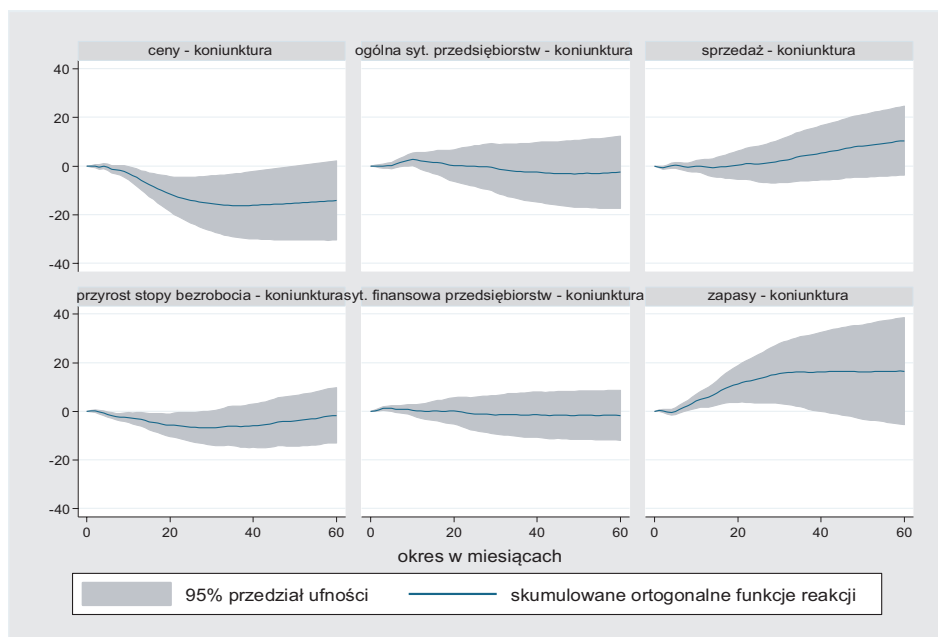 ceny - koniunktura
ogólna syt. przedsiębiorstw - koniunktura
sprzedaż - koniunktura
40
20
0
-20
-40
przyrost stopy bezrobocia - koniunktura
syt. finansowa przedsiębiorstw - koniunktura
zapasy - koniunktura
40
20
0
-20
-40
0 20 40 60
0 20 40 60
0 20 40 60
okres w miesiącach
95% przedział ufności
skumulowane ortogonalne funkcje reakcji